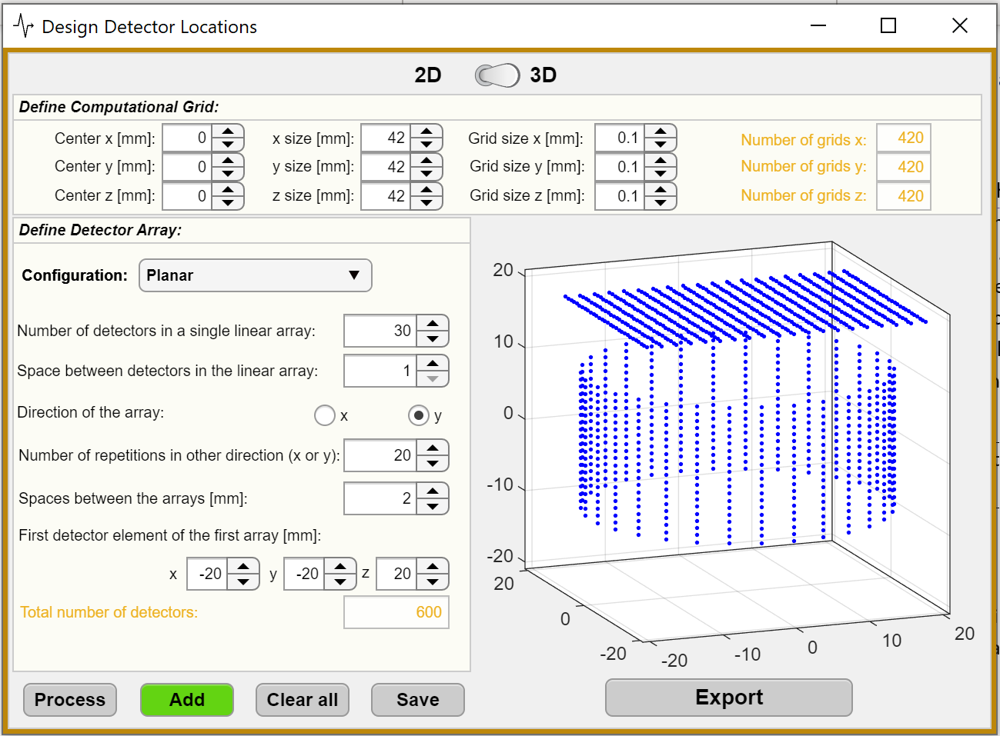 Design Detector Locations
2D 3D
Define Computational Grid:
Center x [mm]: 0 x size [mm]: 42 Grid size x [mm]: 0.1 Number of grids x: 420
Center y [mm]: 0 y size [mm]: 42 Grid size y [mm]: 0.1 Number of grids y: 420
Center z [mm]: 0 z size [mm]: 42 Grid size z [mm]: 0.1 Number of grids z: 420
Define Detector Array:
Configuration: Planar
Number of detectors in a single linear array: 30
Space between detectors in the linear array: 1
Direction of the array: x y
Number of repetitions in other direction (x or y): 20
Spaces between the arrays [mm]: 2
First detector element of the first array [mm]:
x -20 y -20 z 20
Total number of detectors: 600
20
10
0
-10
-20
20
0
-20
-20
-10
0
10
20
Process Add Clear all Save Export